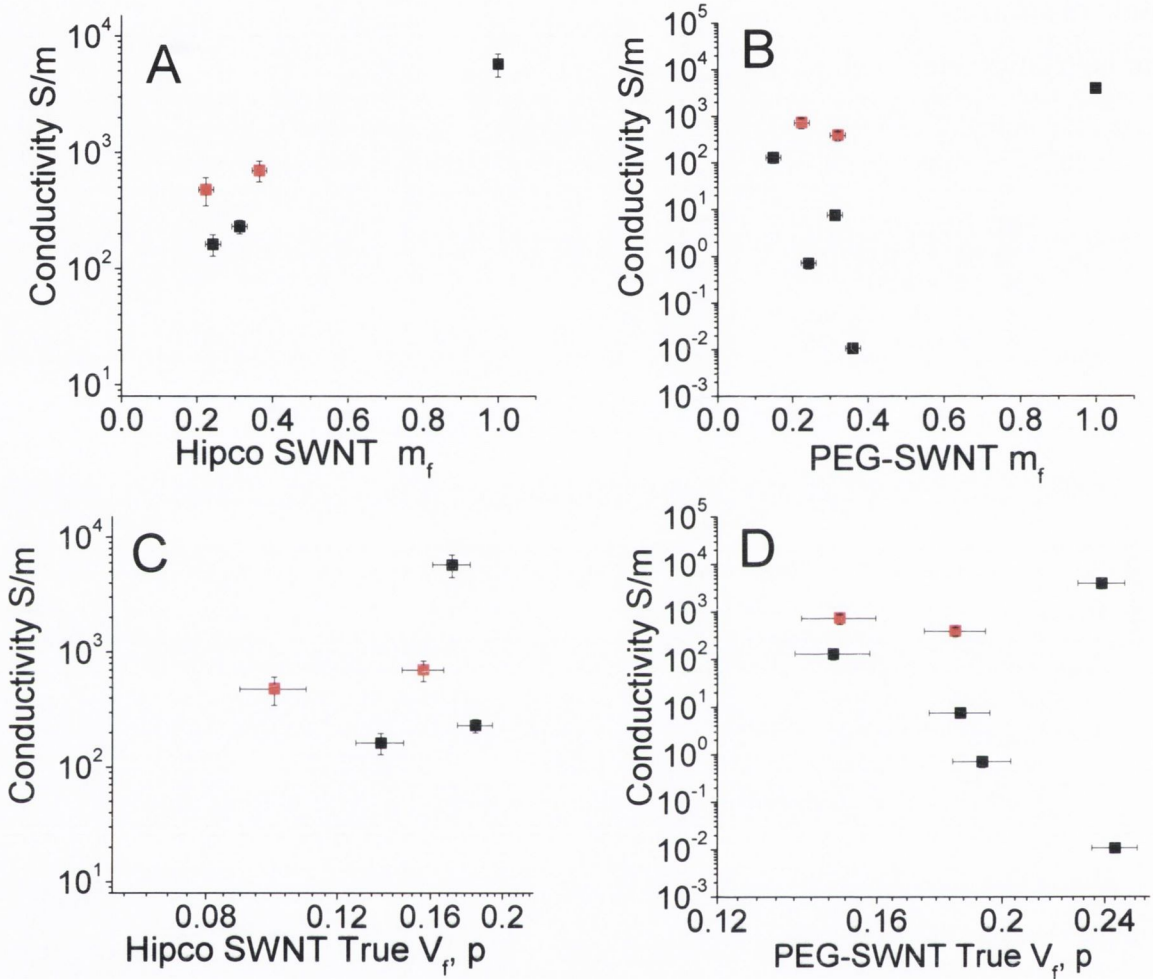 A
Conductivity S/m
10^4
10^3
10^2
10^1
0.0 0.2 0.4 0.6 0.8 1.0
Hipco SWNT m_f
B
Conductivity S/m
10^5
10^4
10^3
10^2
10^1
10^0
10^-1
10^-2
10^-3
0.0 0.2 0.4 0.6 0.8 1.0
PEG-SWNT m_f
C
Conductivity S/m
10^4
10^3
10^2
10^1
0.08 0.12 0.16 0.2
Hipco SWNT True V_f, p
D
Conductivity S/m
10^5
10^4
10^3
10^2
10^1
10^0
10^-1
10^-2
10^-3
0.12 0.16 0.2 0.24
PEG-SWNT True V_f, p